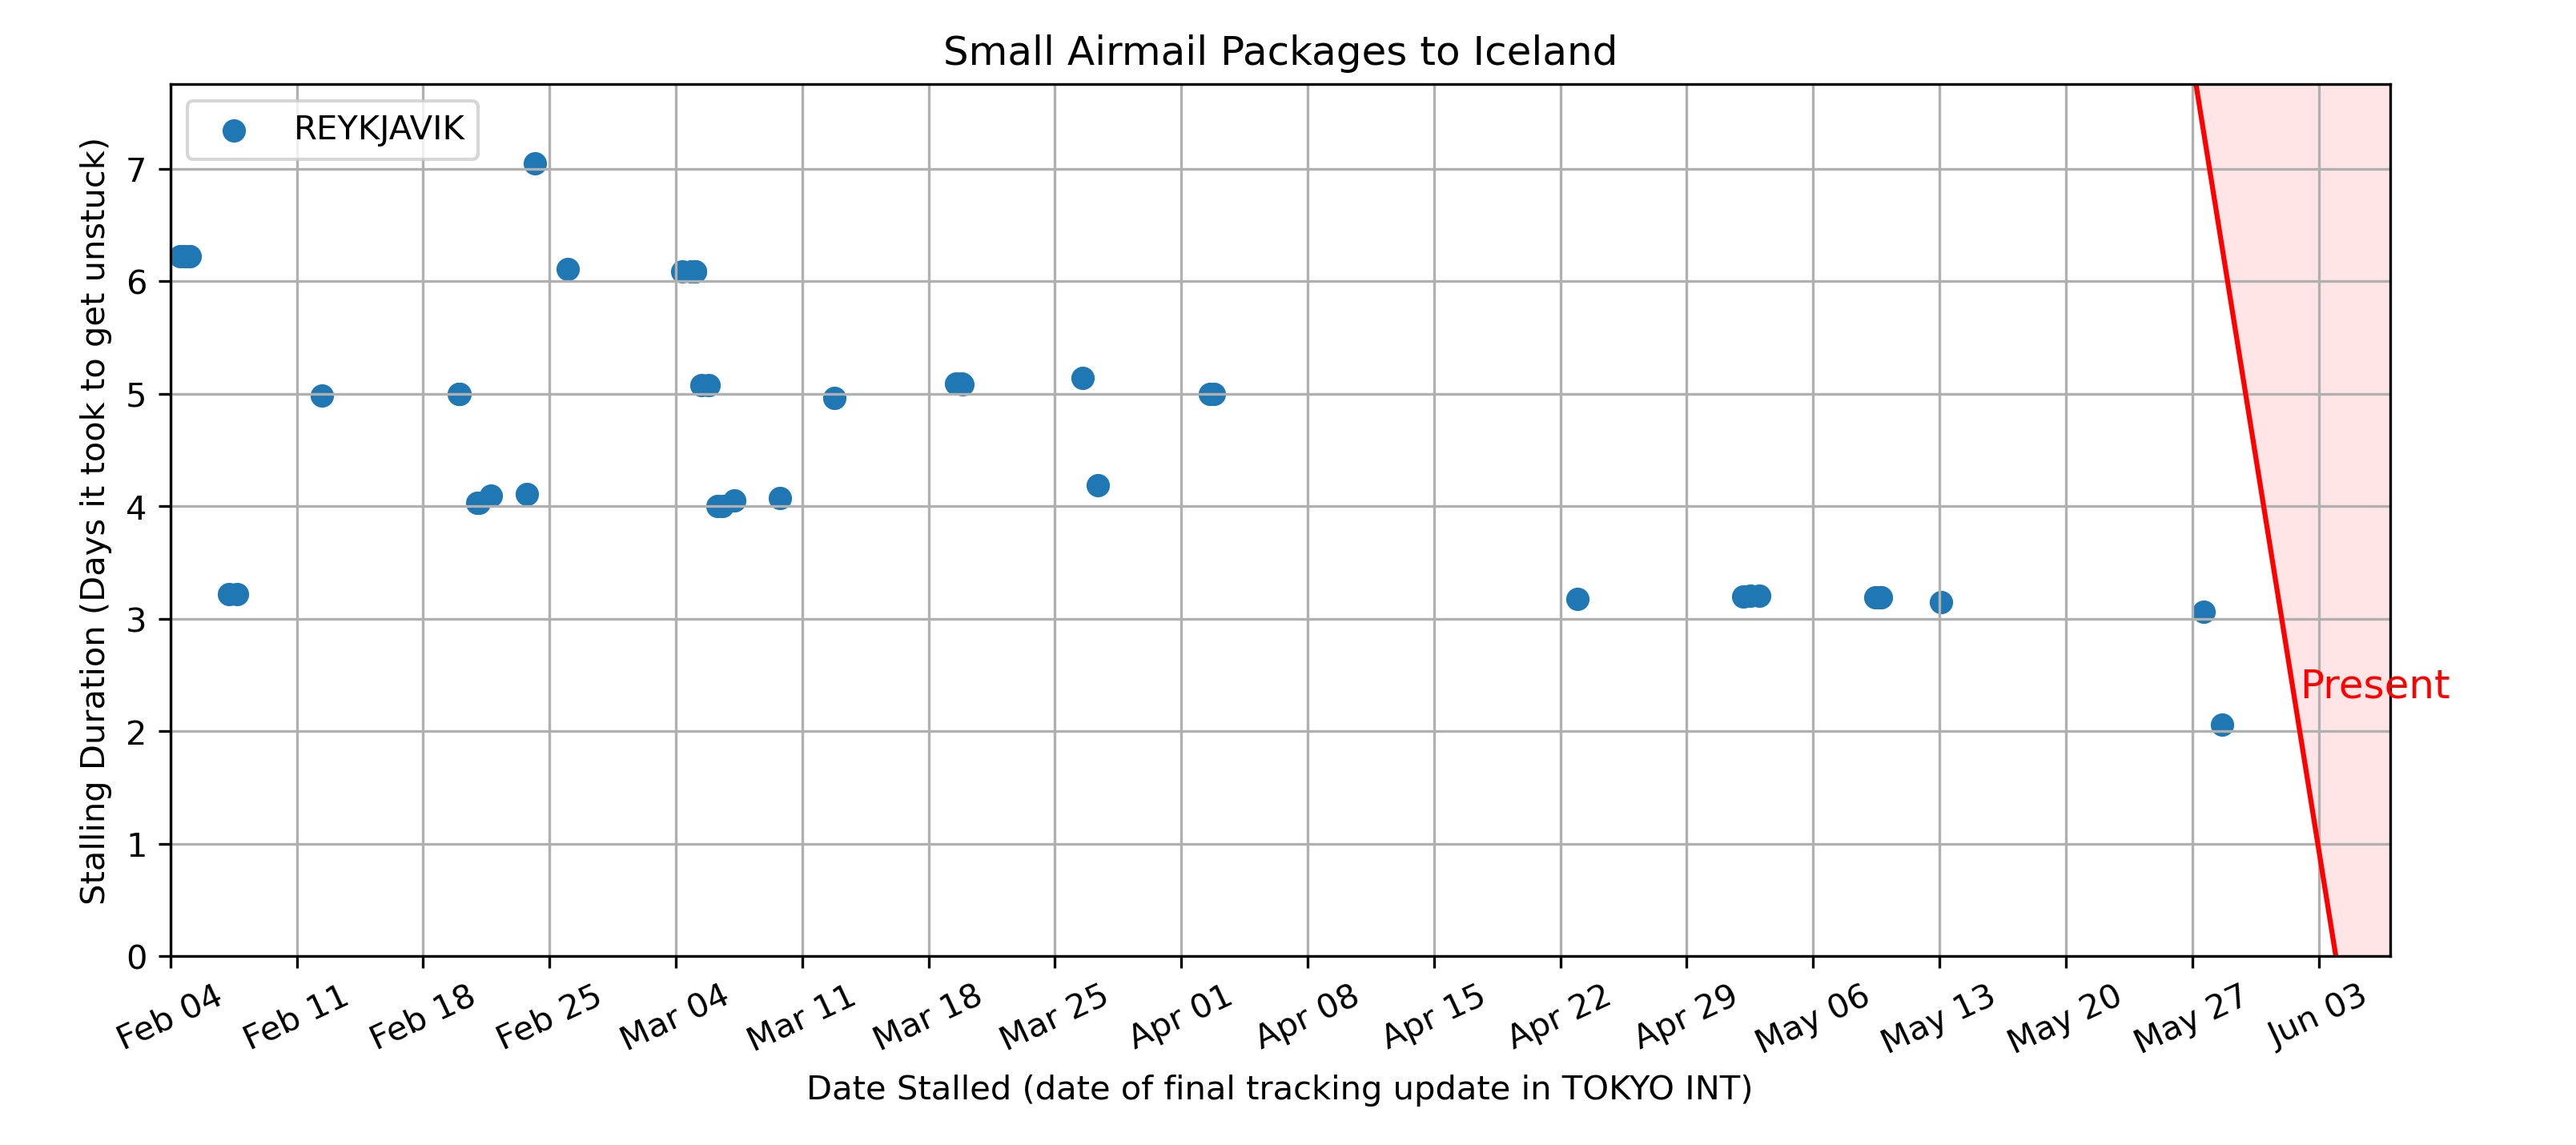 Small Airmail Packages to Iceland
REYKJAVIK
Stalling Duration (Days it took to get unstuck)
7
6
5
4
3
2
1
0
Present
Feb 04
Feb 11
Feb 18
Feb 25
Mar 04
Mar 11
Mar 18
Mar 25
Apr 01
Apr 08
Apr 15
Apr 22
Apr 29
May 06
May 13
May 20
May 27
Jun 03
Date Stalled (date of final tracking update in TOKYO INT)